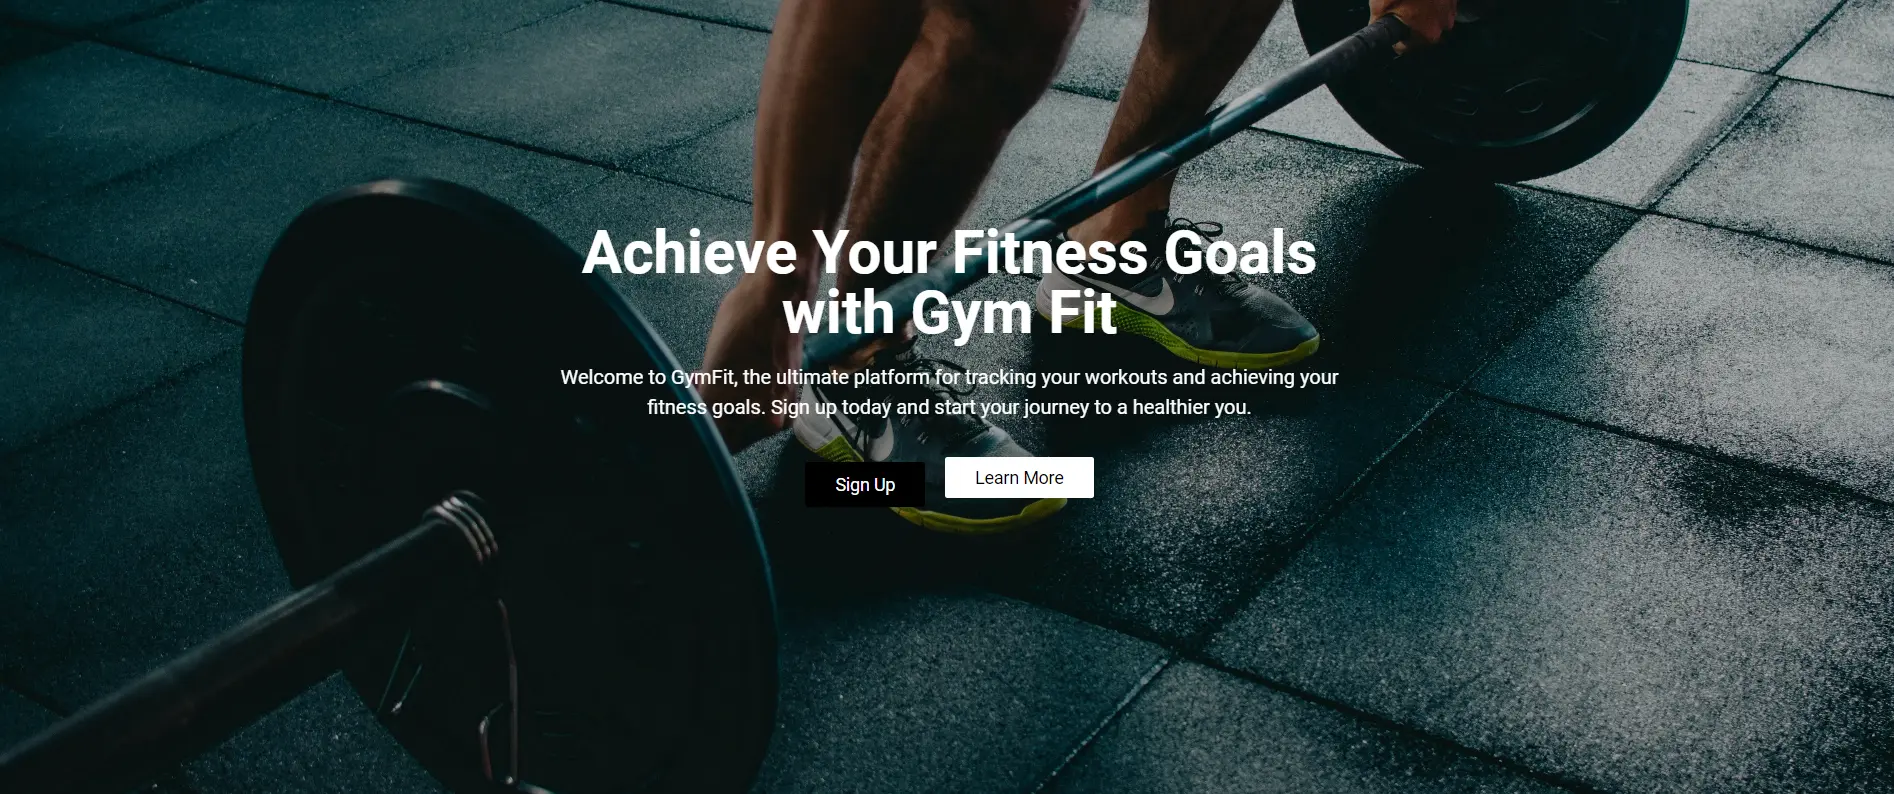 Achieve Your Fitness Goals
with Gym Fit
Welcome to GymFit, the ultimate platform for tracking your workouts and achieving your
fitness goals. Sign up today and start your journey to a healthier you.
Sign Up
Learn More